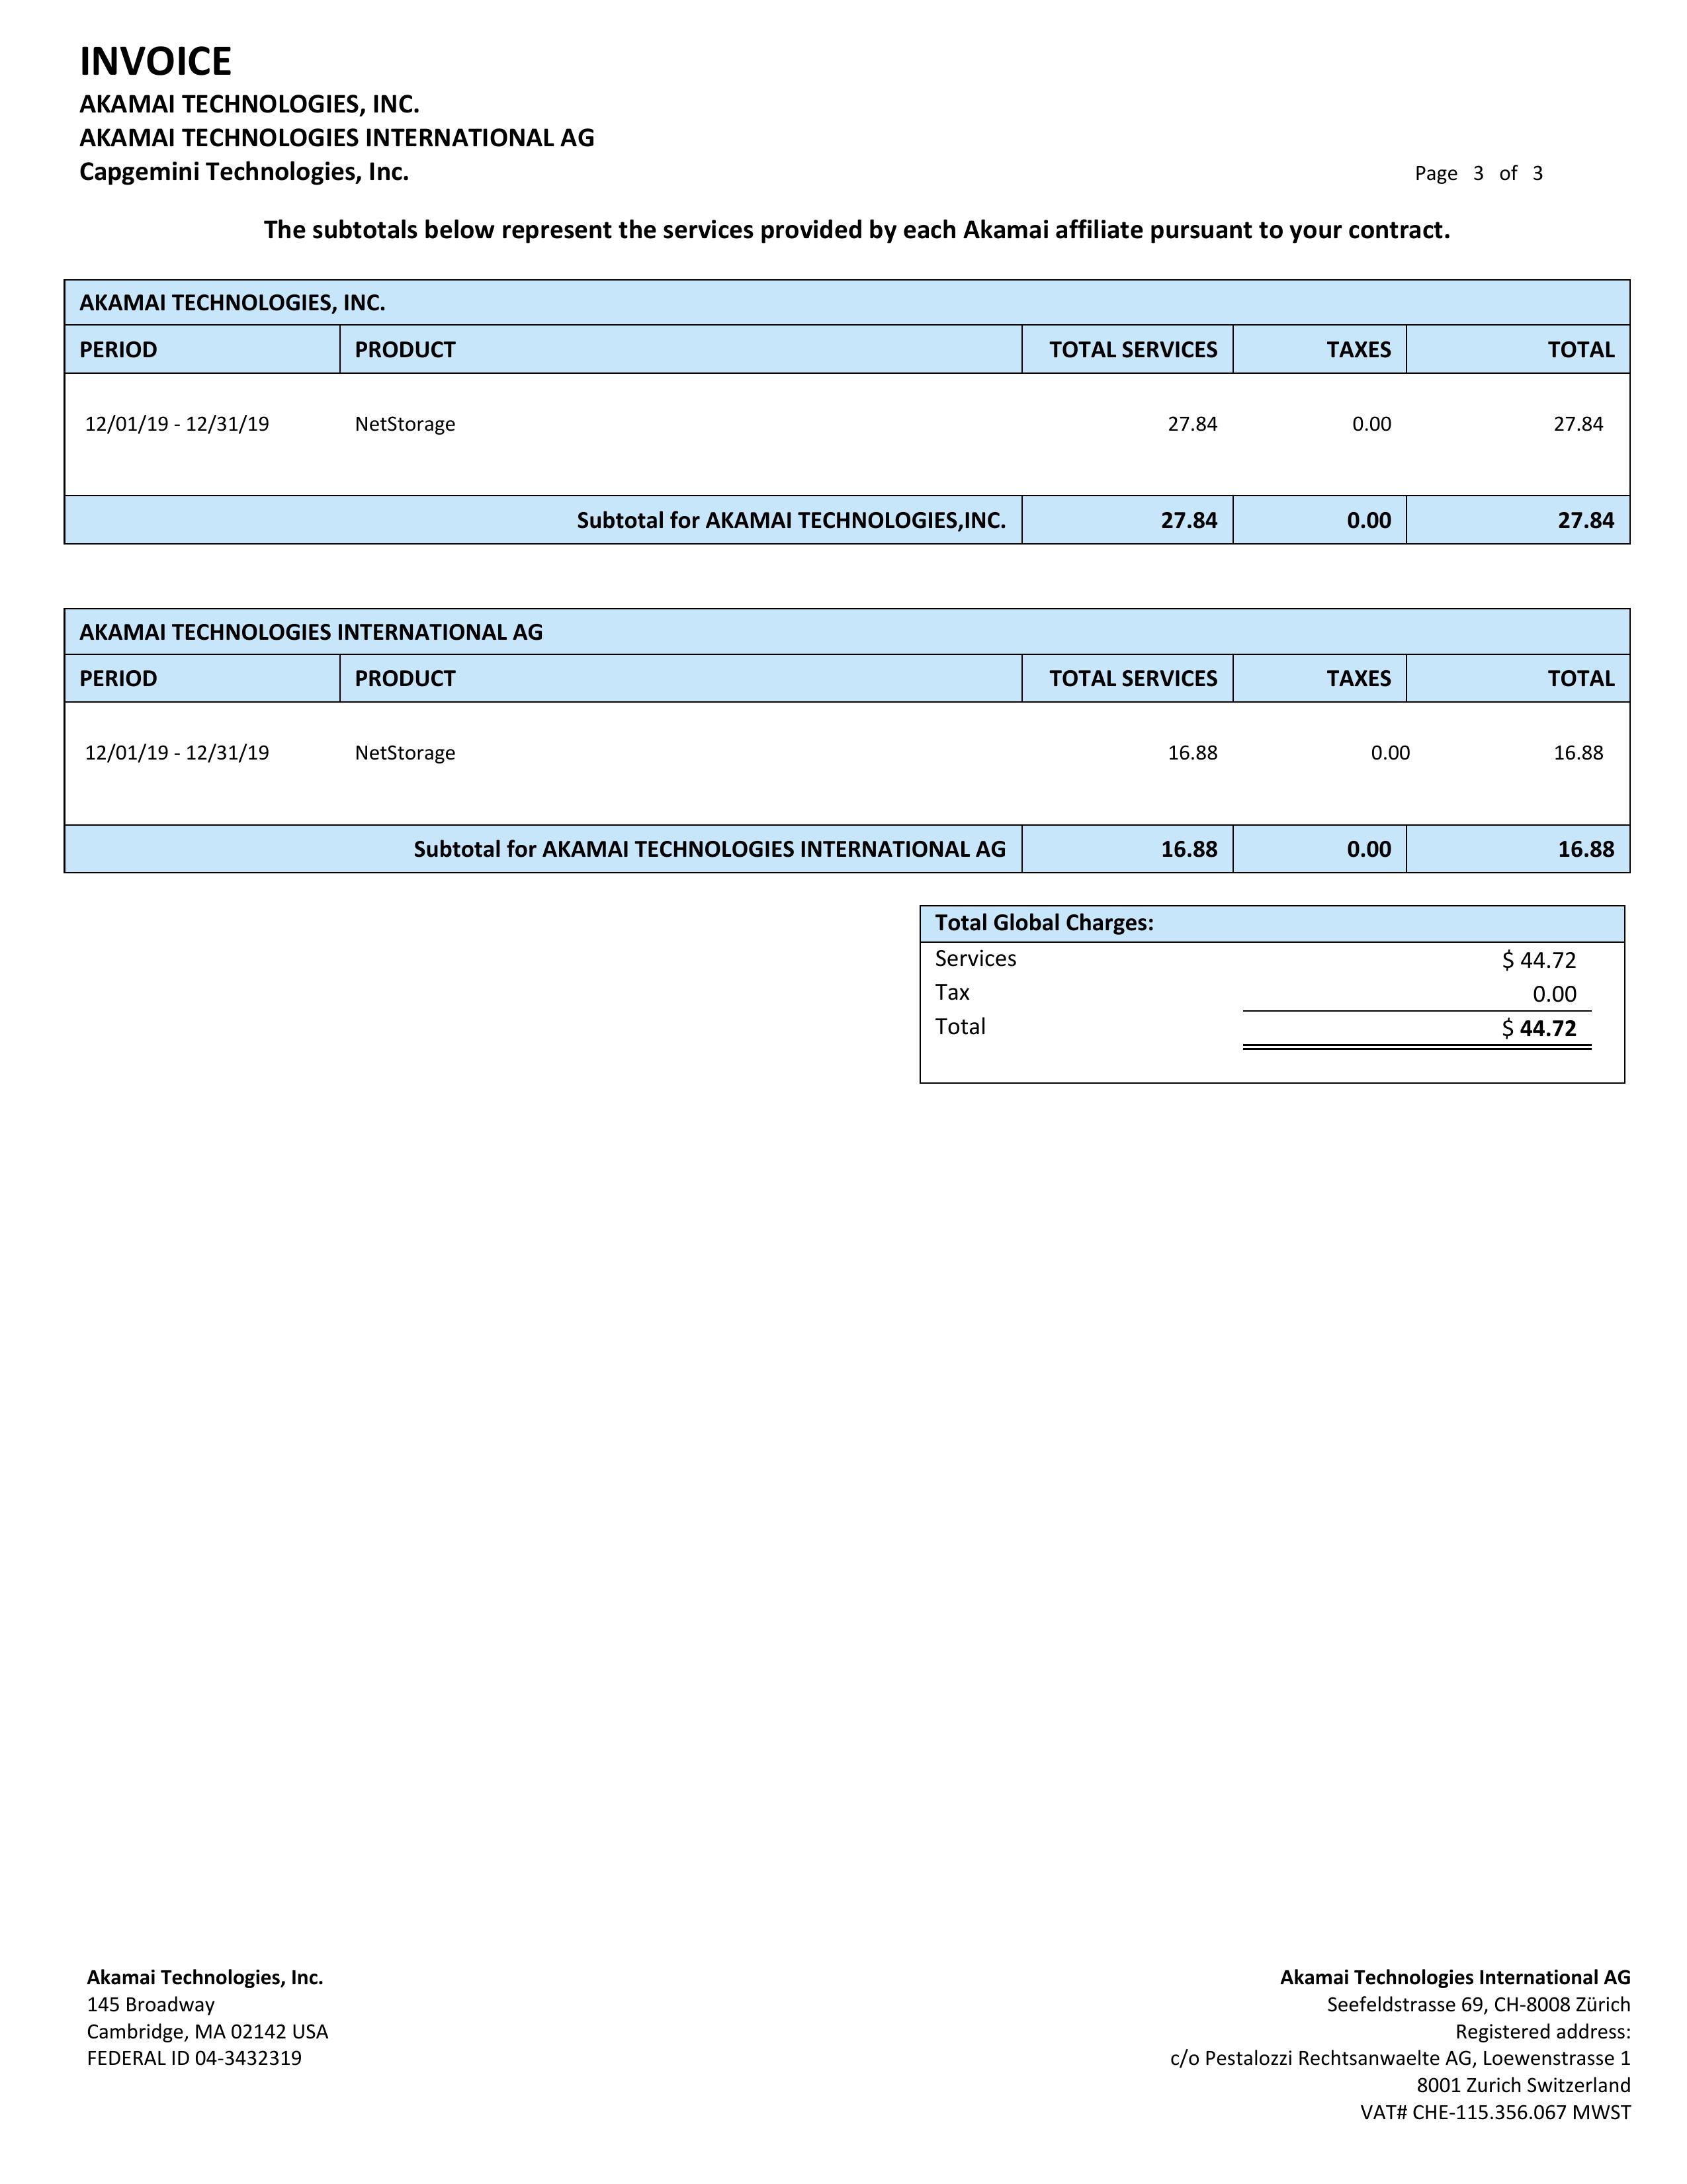 INVOICE
AKAMAI TECHNOLOGIES, INC.
AKAMAI TECHNOLOGIES INTERNATIONAL AG
Capgemini Technologies, Inc.
Page 3 of 3
The subtotals below represent the services provided by each Akamai affiliate pursuant to your contract.
AKAMAI TECHNOLOGIES, INC.
PERIOD PRODUCT TOTAL SERVICES TAXES TOTAL
12/01/19 - 12/31/19 NetStorage 27.84 0.00 27.84
Subtotal for AKAMAI TECHNOLOGIES,INC. 27.84 0.00 27.84
AKAMAI TECHNOLOGIES INTERNATIONAL AG
PERIOD PRODUCT TOTAL SERVICES TAXES TOTAL
12/01/19 - 12/31/19 NetStorage 16.88 0.00 16.88
Subtotal for AKAMAI TECHNOLOGIES INTERNATIONAL AG 16.88 0.00 16.88
Total Global Charges:
Services $ 44.72
Tax 0.00
Total $ 44.72
Akamai Technologies, Inc.
145 Broadway
Cambridge, MA 02142 USA
FEDERAL ID 04-3432319
Akamai Technologies International AG
Seefeldstrasse 69, CH-8008 Zürich
Registered address:
c/o Pestalozzi Rechtsanwaelte AG, Loewenstrasse 1
8001 Zurich Switzerland
VAT# CHE-115.356.067 MWST